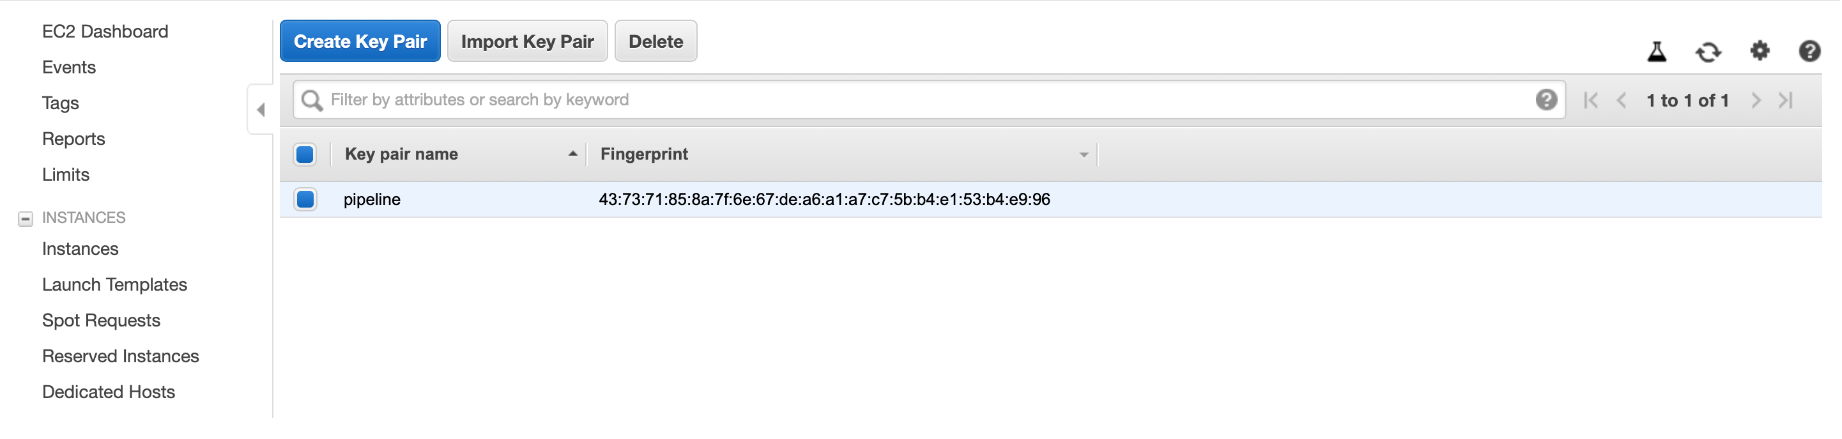 EC2 Dashboard
Events
Tags
Reports
Limits
INSTANCES
Instances
Launch Templates
Spot Requests
Reserved Instances
Dedicated Hosts
Create Key Pair Import Key Pair Delete
Filter by attributes or search by keyword 1 to 1 of 1
Key pair name Fingerprint
pipeline 43:73:71:85:8a:7f:6e:67:de:a6:a1:a7:c7:5b:b4:e1:53:b4:e9:96